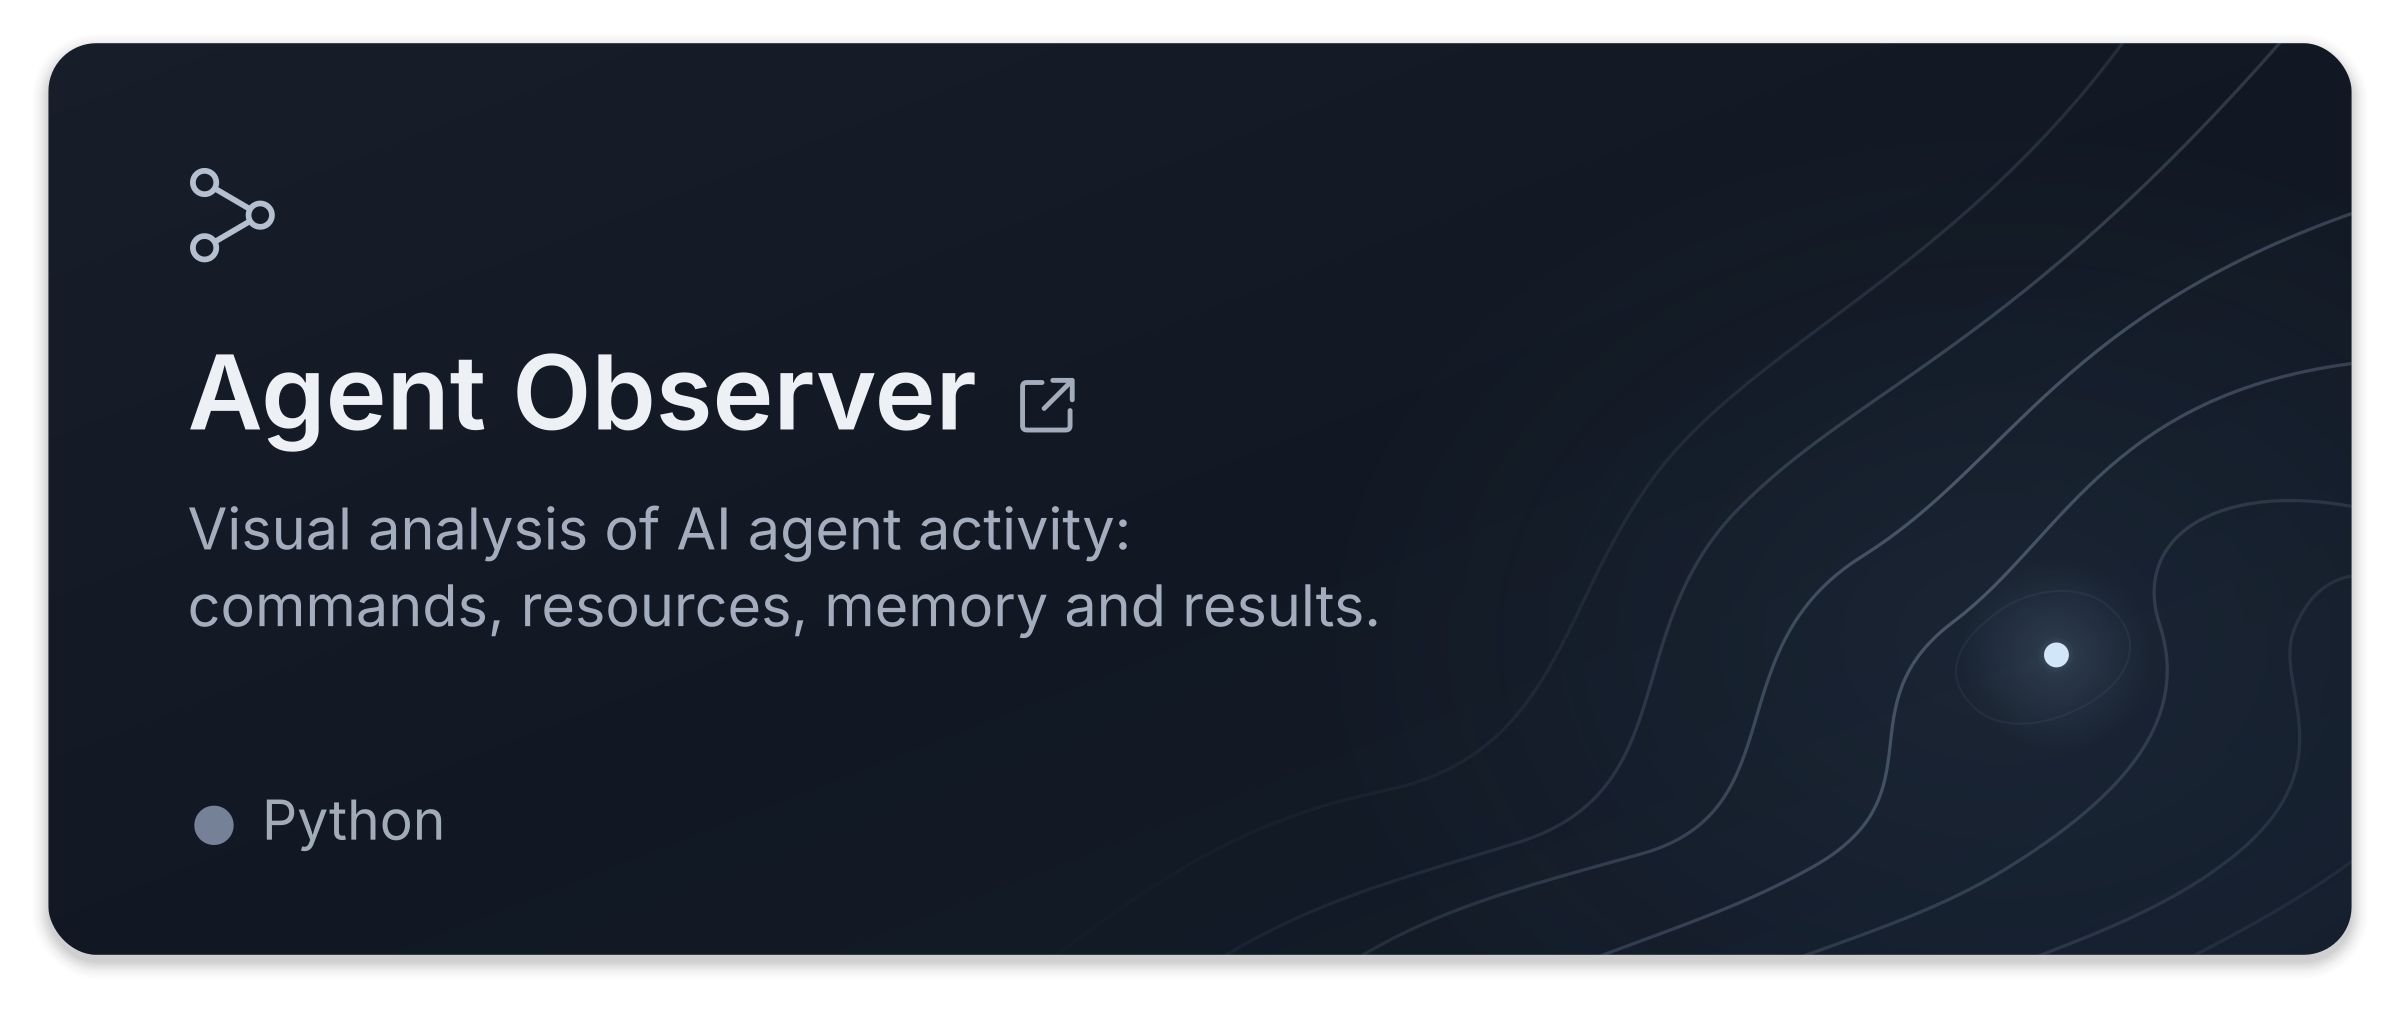 Agent Observer
Visual analysis of AI agent activity:
commands, resources, memory and results.
Python